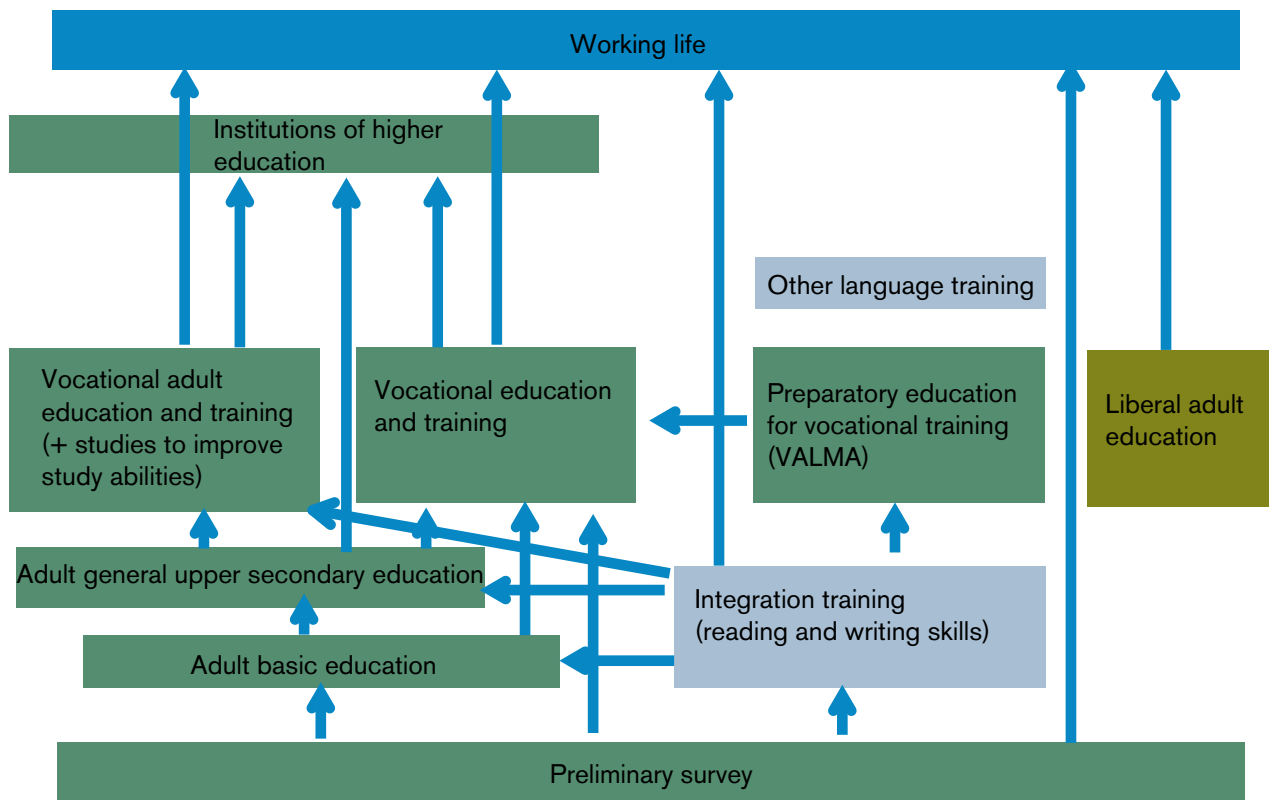 Working life
Institutions of higher
education
Other language training
Vocational adult
education and training
(+ studies to improve
study abilities)
Vocational education
and training
Preparatory education
for vocational training
(VALMA)
Liberal adult
education
Adult general upper secondary education
Integration training
(reading and writing skills)
Adult basic education
Preliminary survey